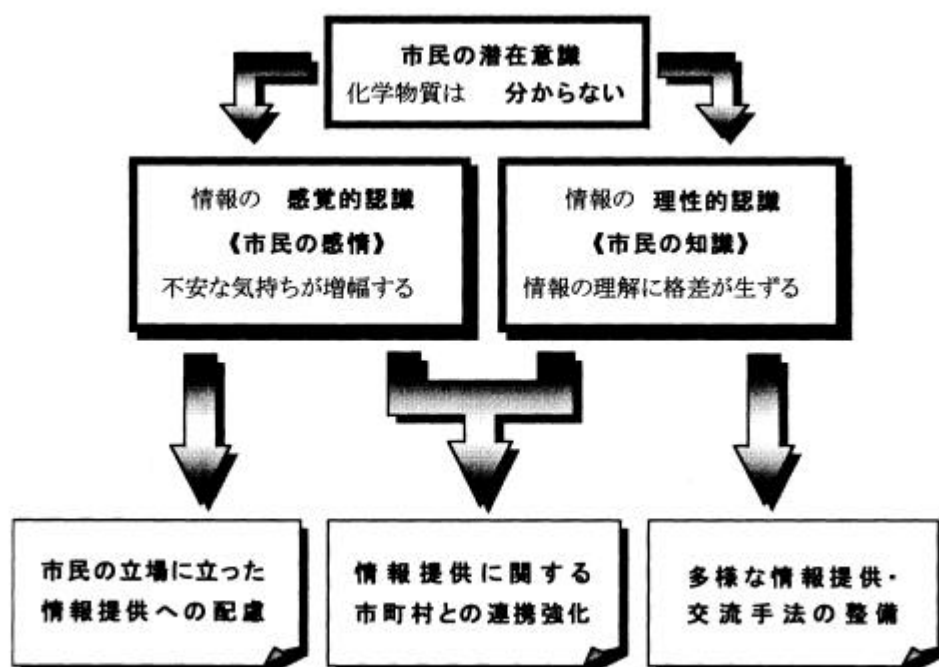 市民の潜在意識
化学物質は 分からない
情報の 感覚的認識
《市民の感情》
不安な気持ちが増幅する
情報の 理性的認識
《市民の知識》
情報の理解に格差が生ずる
市民の立場に立った
情報提供への配慮
情報提供に関する
市町村との連携強化
多様な情報提供・
交流手法の整備